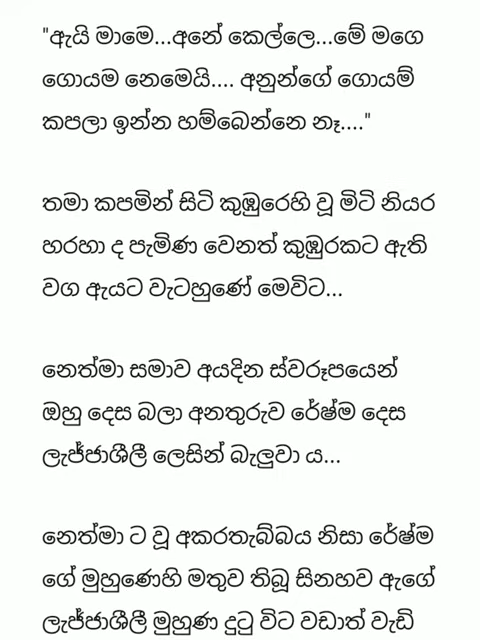 "ඇයි මාමෙ...අනේ කෙල්ලෙ...මේ මගෙ
ගොයම නෙමෙයි.... අනුන්ගේ ගොයම්
කපලා ඉන්න හම්බෙන්නෙ නෑ...."
තමා කපමින් සිටි කුඹුරෙහි වූ මිටි නියර
හරහා ද පැමිණ වෙනත් කුඹුරකට ඇති
වග ඇයට වැටහුණේ මෙවිට...
නෙත්මා සමාව අයදින ස්වරූපයෙන්
ඔහු දෙස බලා අනතුරුව රේෂ්ම දෙස
ලැජ්ජාශීලී ලෙසින් බැලුවා ය...
නෙත්මා ට වූ අකරතැබ්බය නිසා රේෂ්ම
ගේ මුහුණෙහි මතුව තිබූ සිනහව ඇගේ
ලැජ්ජාශීලී මුහුණ දුටු විට වඩාත් වැඩි